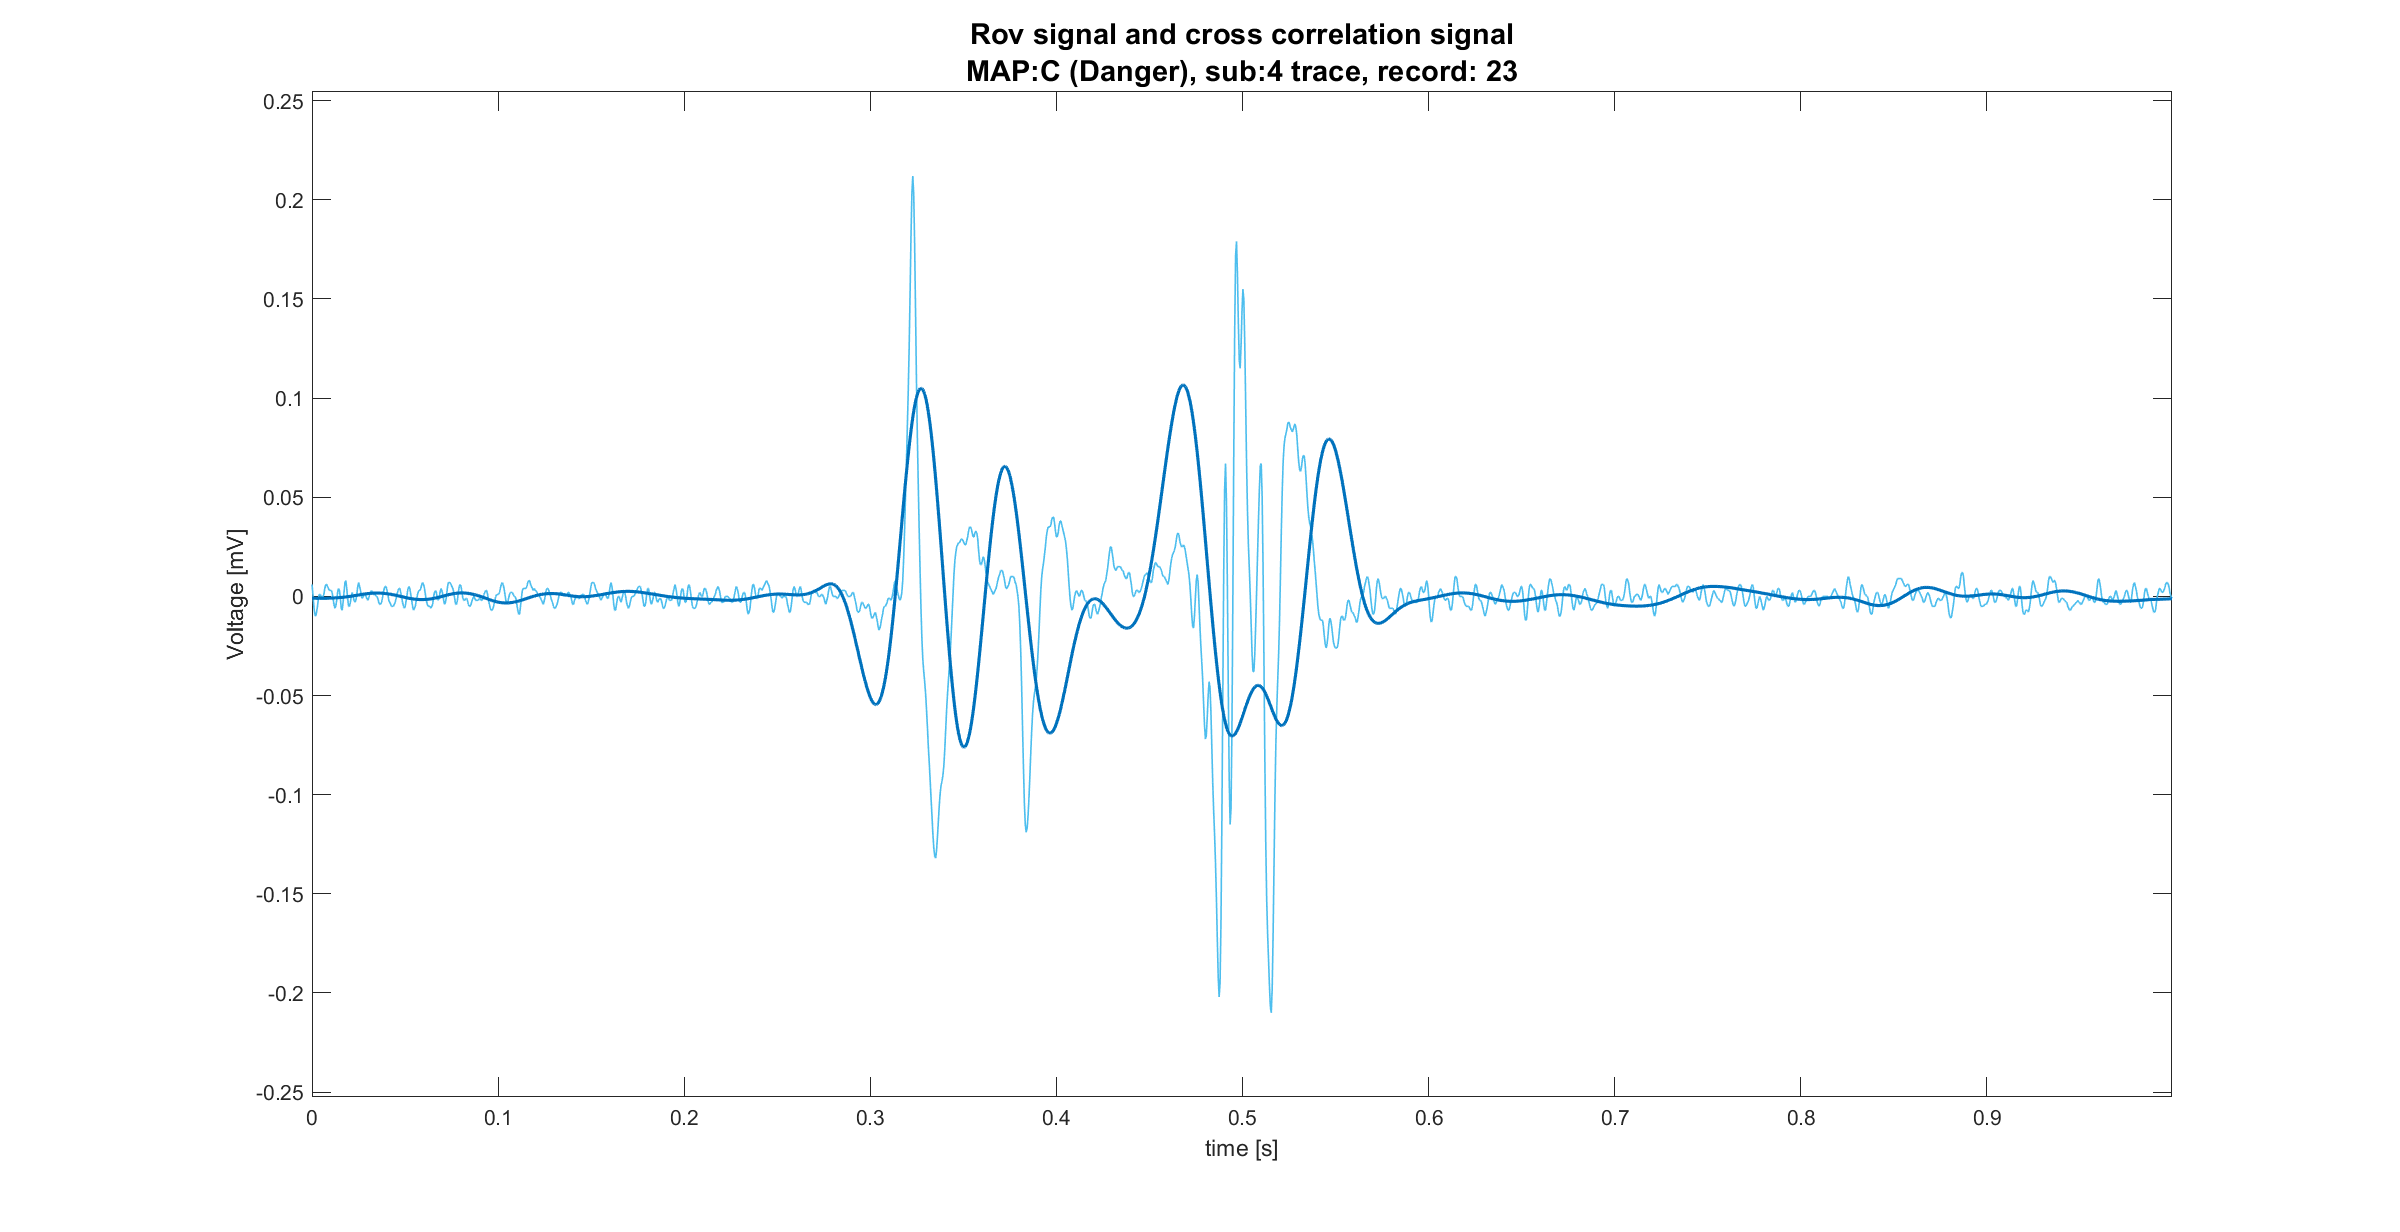 Rov signal and cross correlation signal
MAP:C (Danger), sub:4 trace, record: 23
0.25
0.2
0.15
0.1
0.05
0
-0.05
-0.1
-0.15
-0.2
-0.25
Voltage [mV]
0 0.1 0.2 0.3 0.4 0.5 0.6 0.7 0.8 0.9
time [s]